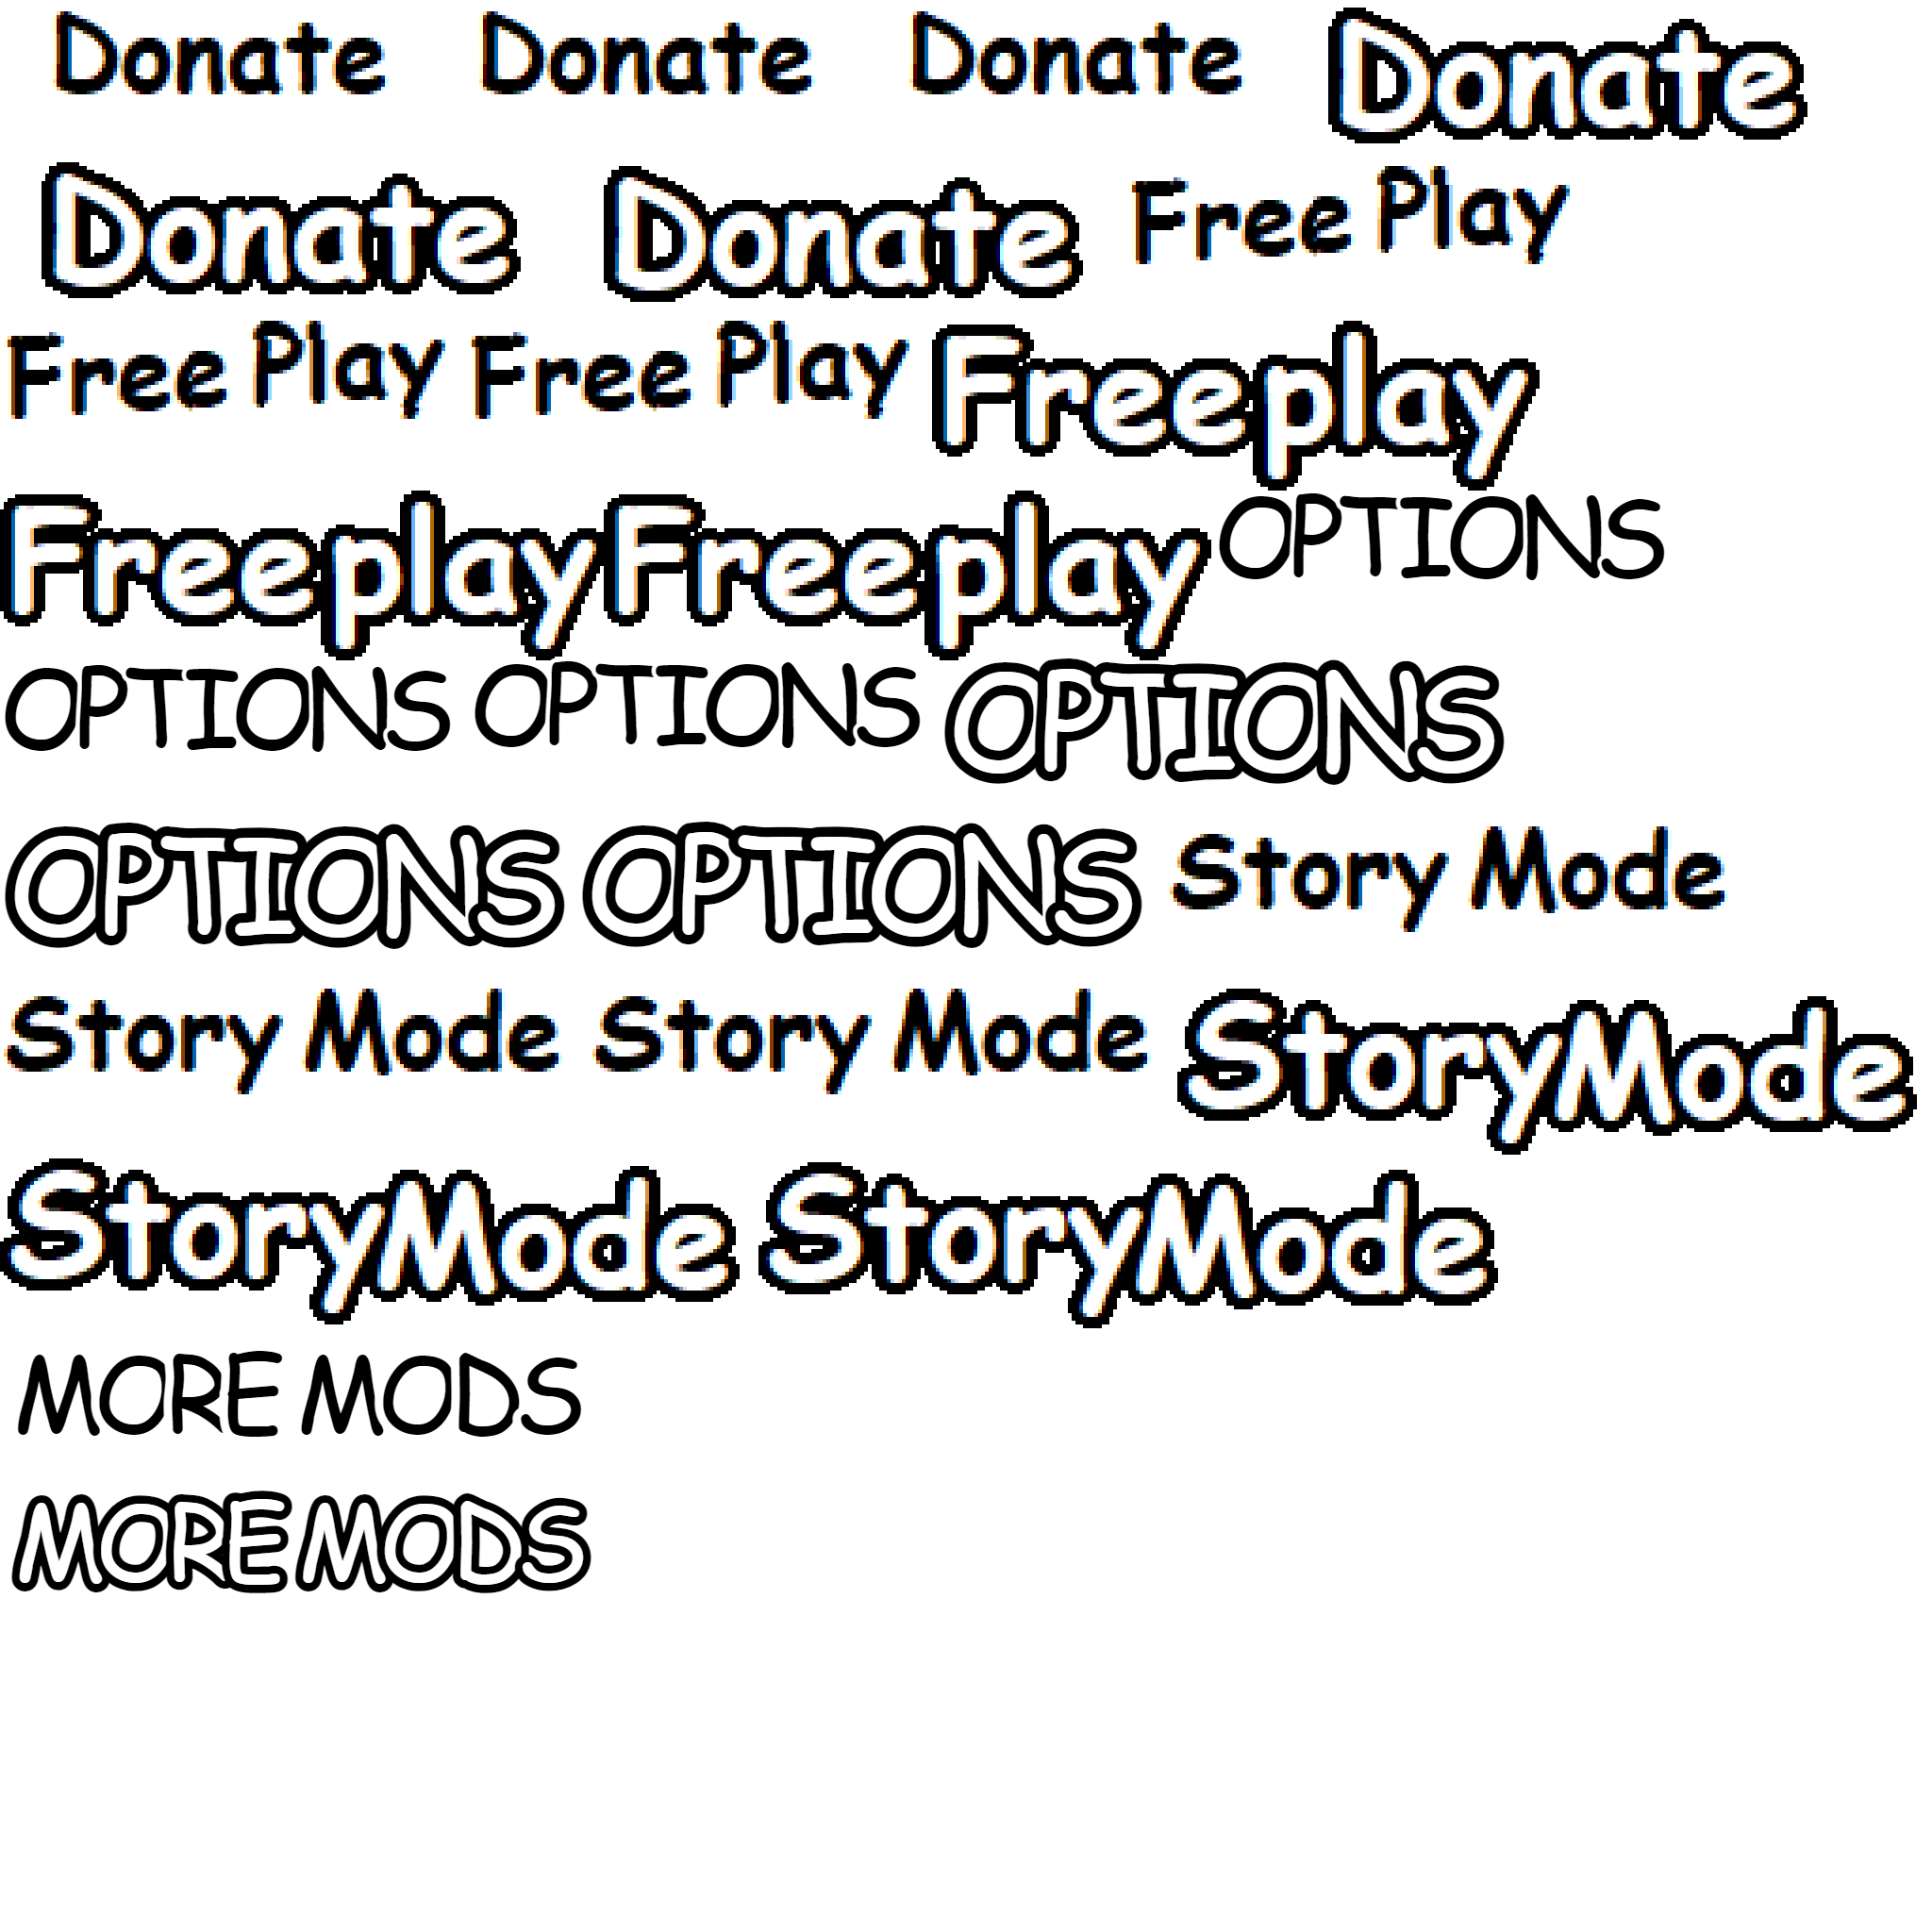 Donate Donate Donate Donate
Donate Donate Free Play
Free Play Free Play Freeplay
Freeplay Freeplay OPTIONS
OPTIONS OPTIONS OPTIONS
OPTIONS OPTIONS Story Mode
Story Mode Story Mode StoryMode
StoryMode StoryMode
MORE MODS
MORE MODS